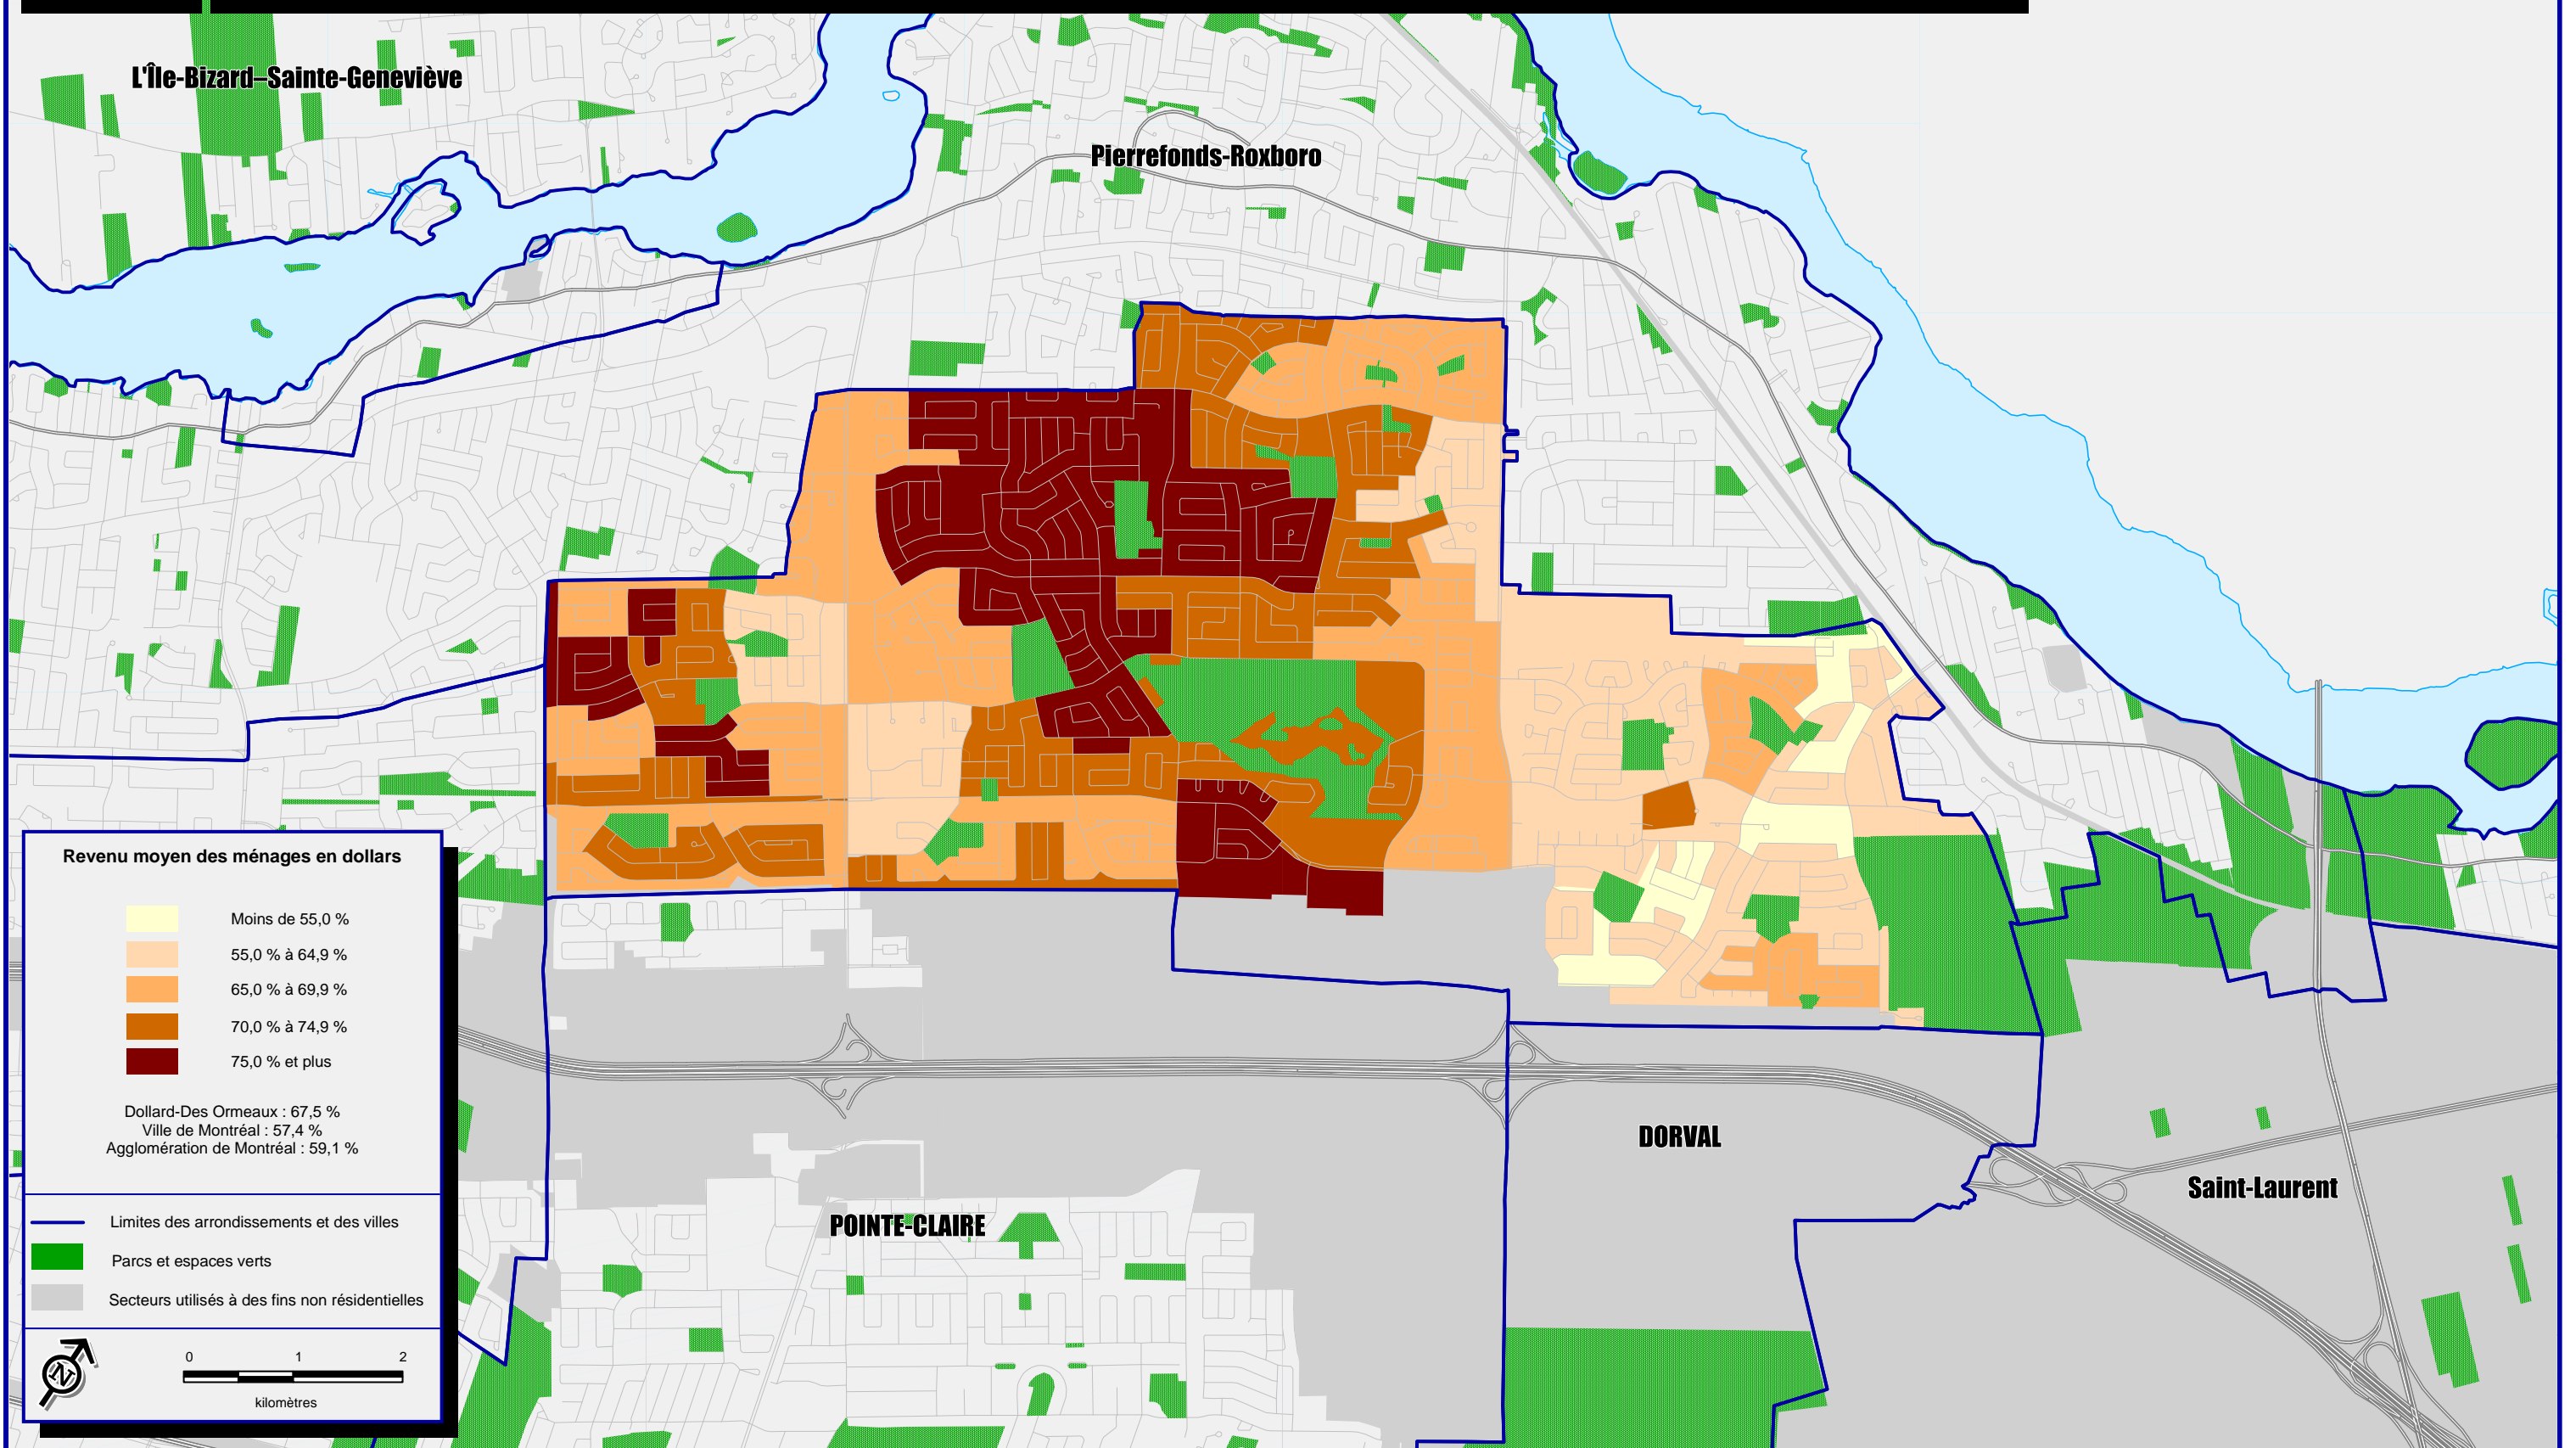 L'Île-Bizard–Sainte-Geneviève
Pierrefonds-Roxboro
Revenu moyen des ménages en dollars
Moins de 55,0 %
55,0 % à 64,9 %
65,0 % à 69,9 %
70,0 % à 74,9 %
75,0 % et plus
Dollard-Des Ormeaux : 67,5 %
Ville de Montréal : 57,4 %
Agglomération de Montréal : 59,1 %
Limites des arrondissements et des villes
Parcs et espaces verts
Secteurs utilisés à des fins non résidentielles
N
0 1 2
kilomètres
DORVAL
Saint-Laurent
POINTE-CLAIRE